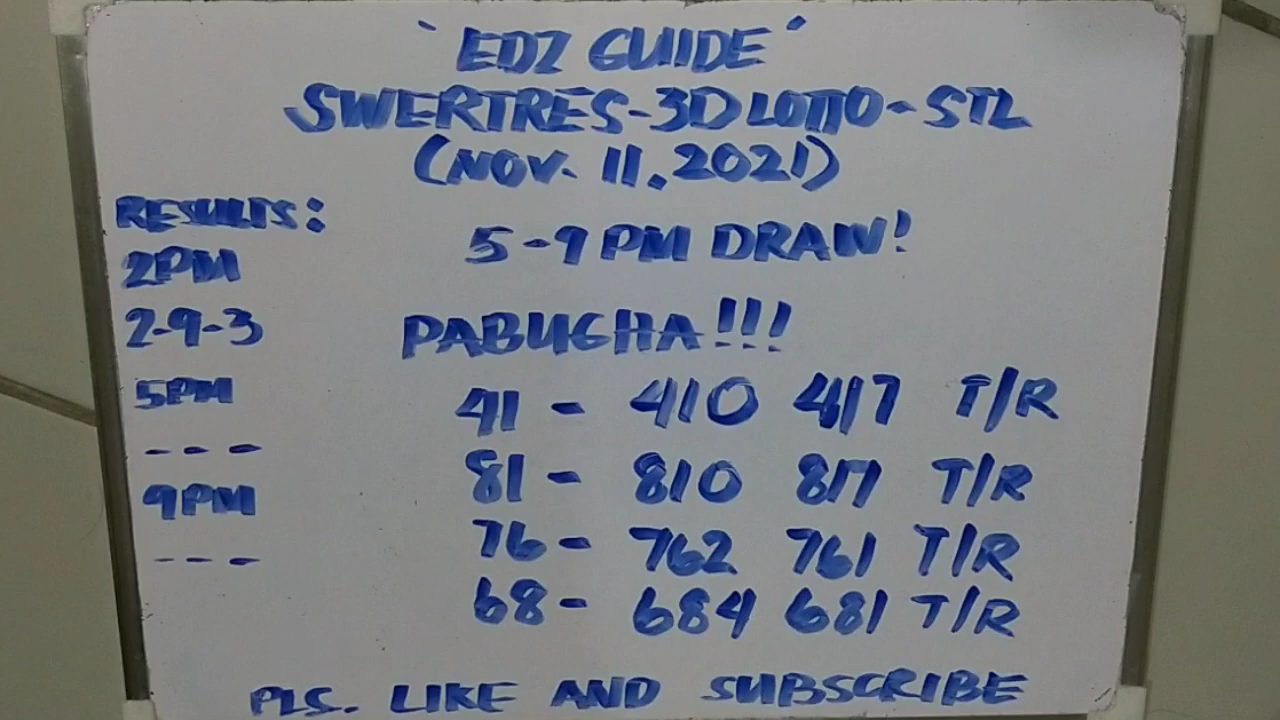 `EDZ GUIDE'
SWERTRES-3D LOTTO-STL
(NOV. 11, 2021)
RESULTS:
2PM
2-9-3
5PM
---
9PM
---
5-9 PM DRAW!
PABUGHA!!!
41 - 410 417 T/R
81 - 810 817 T/R
76 - 762 761 T/R
68 - 684 681 T/R
PLS. LIKE AND SUBSCRIBE